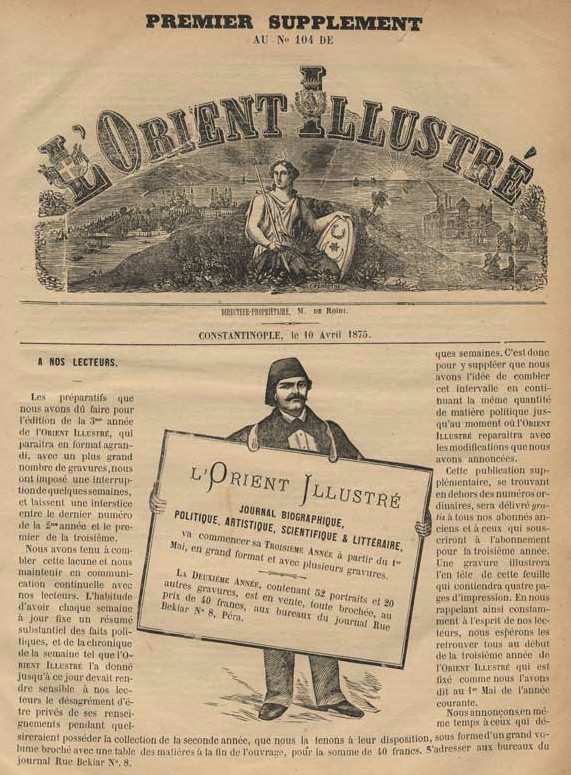 PREMIER SUPPLEMENT
AU No 104 DE
L'ORIENT ILLUSTRÉ
DIRECTEUR-PROPRIÉTAIRE, M. DE ROÏDI.
CONSTANTINOPLE, le 10 Avril 1875.
A NOS LECTEURS.
Les préparatifs que
nous avons dû faire pour
l'édition de la 3me année
de l'ORIENT ILLUSTRÉ, qui
paraîtra en format agran-
di, avec un plus grand
nombre de gravures, nous
ont imposé une interrup-
tion de quelques semaines,
et laissent une interstice
entre le dernier numéro
de la 2me année et le pre-
mier de la troisième.
Nous avons tenu à com-
bler cette lacune et nous
maintenir en communi-
cation continuelle avec
nos lecteurs. L'habitude
d'avoir chaque semaine
à jour fixe un résumé
substantiel des faits poli-
tiques, et de la chronique
de la semaine tel que l'O-
RIENT ILLUSTRÉ l'a donné
jusqu'à ce jour devait ren-
dre sensible à nos lec-
teurs le désagrément d'ê-
tre privés de ses rensei-
gnements pendant quel-
L'ORIENT ILLUSTRÉ
JOURNAL BIOGRAPHIQUE,
POLITIQUE, ARTISTIQUE, SCIENTIFIQUE & LITTÉRAIRE,
va commencer sa TROISIÈME ANNÉE à partir du 1er
Mai, en grand format et avec plusieurs gravures.
LA DEUXIÈME ANNÉE, contenant 52 portraits et 20
autres gravures, est en vente, toute brochée, au
prix de 40 francs, aux bureaux du journal Rue
Bekiar No 8, Péra.
ques semaines. C'est donc
pour y suppléer que nous
avons l'idée de combler
cet intervalle en conti-
nuant la même quantité
de matière politique jus-
qu'au moment où l'ORIENT
ILLUSTRÉ reparaîtra avec
les modifications que nous
avons annoncées.
Cette publication sup-
plémentaire, se trouvant
en dehors des numéros or-
dinaires, sera délivré gra-
tis à tous nos abonnés an-
ciens et à ceux qui sous-
criront à l'abonnement
pour la troisième année.
Une gravure illustrera
l'en tête de cette feuille
qui contiendra quatre pa-
ges d'impression. En nous
rappelant ainsi constam-
ment à l'esprit de nos lec-
teurs, nous espérons les
retrouver tous au début
de la troisième année de
l'ORIENT ILLUSTRÉ qui est
fixé comme nous l'avons
dit au 1er Mai de l'année
courante.
Nous annonçons, en mê-
me temps à ceux qui dé-
sireraient posséder la collection de la seconde année, que nous la tenons à leur disposition, sous forme d'un grand vo-
lume broché avec une table des matières à la fin de l'ouvrage, pour la somme de 40 francs. S'adresser aux bureaux du
journal Rue Bekiar No 8.